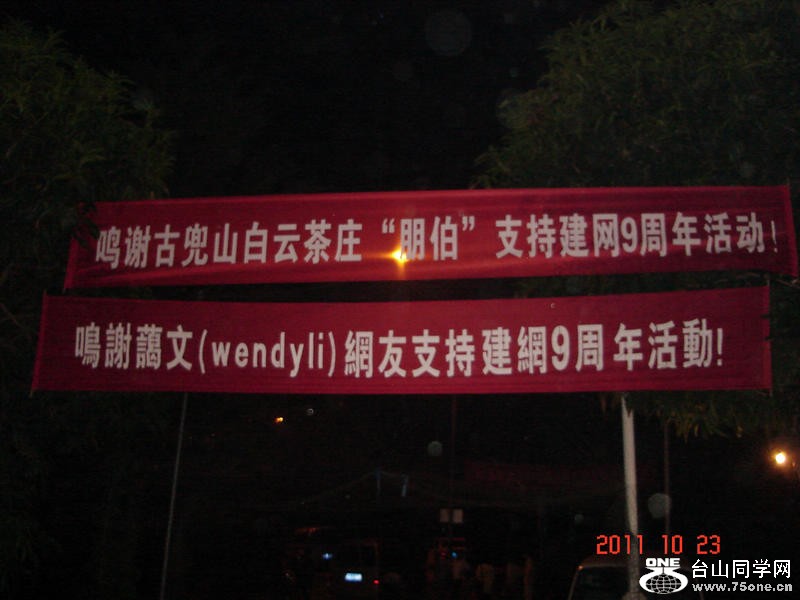 鸣谢古兜山白云茶庄“朋伯”支持建网9周年活动!
鳴謝藹文(wendyli)網友支持建網9周年活動!
2011 10 23
ONE
台山同学网
www.75one.cn